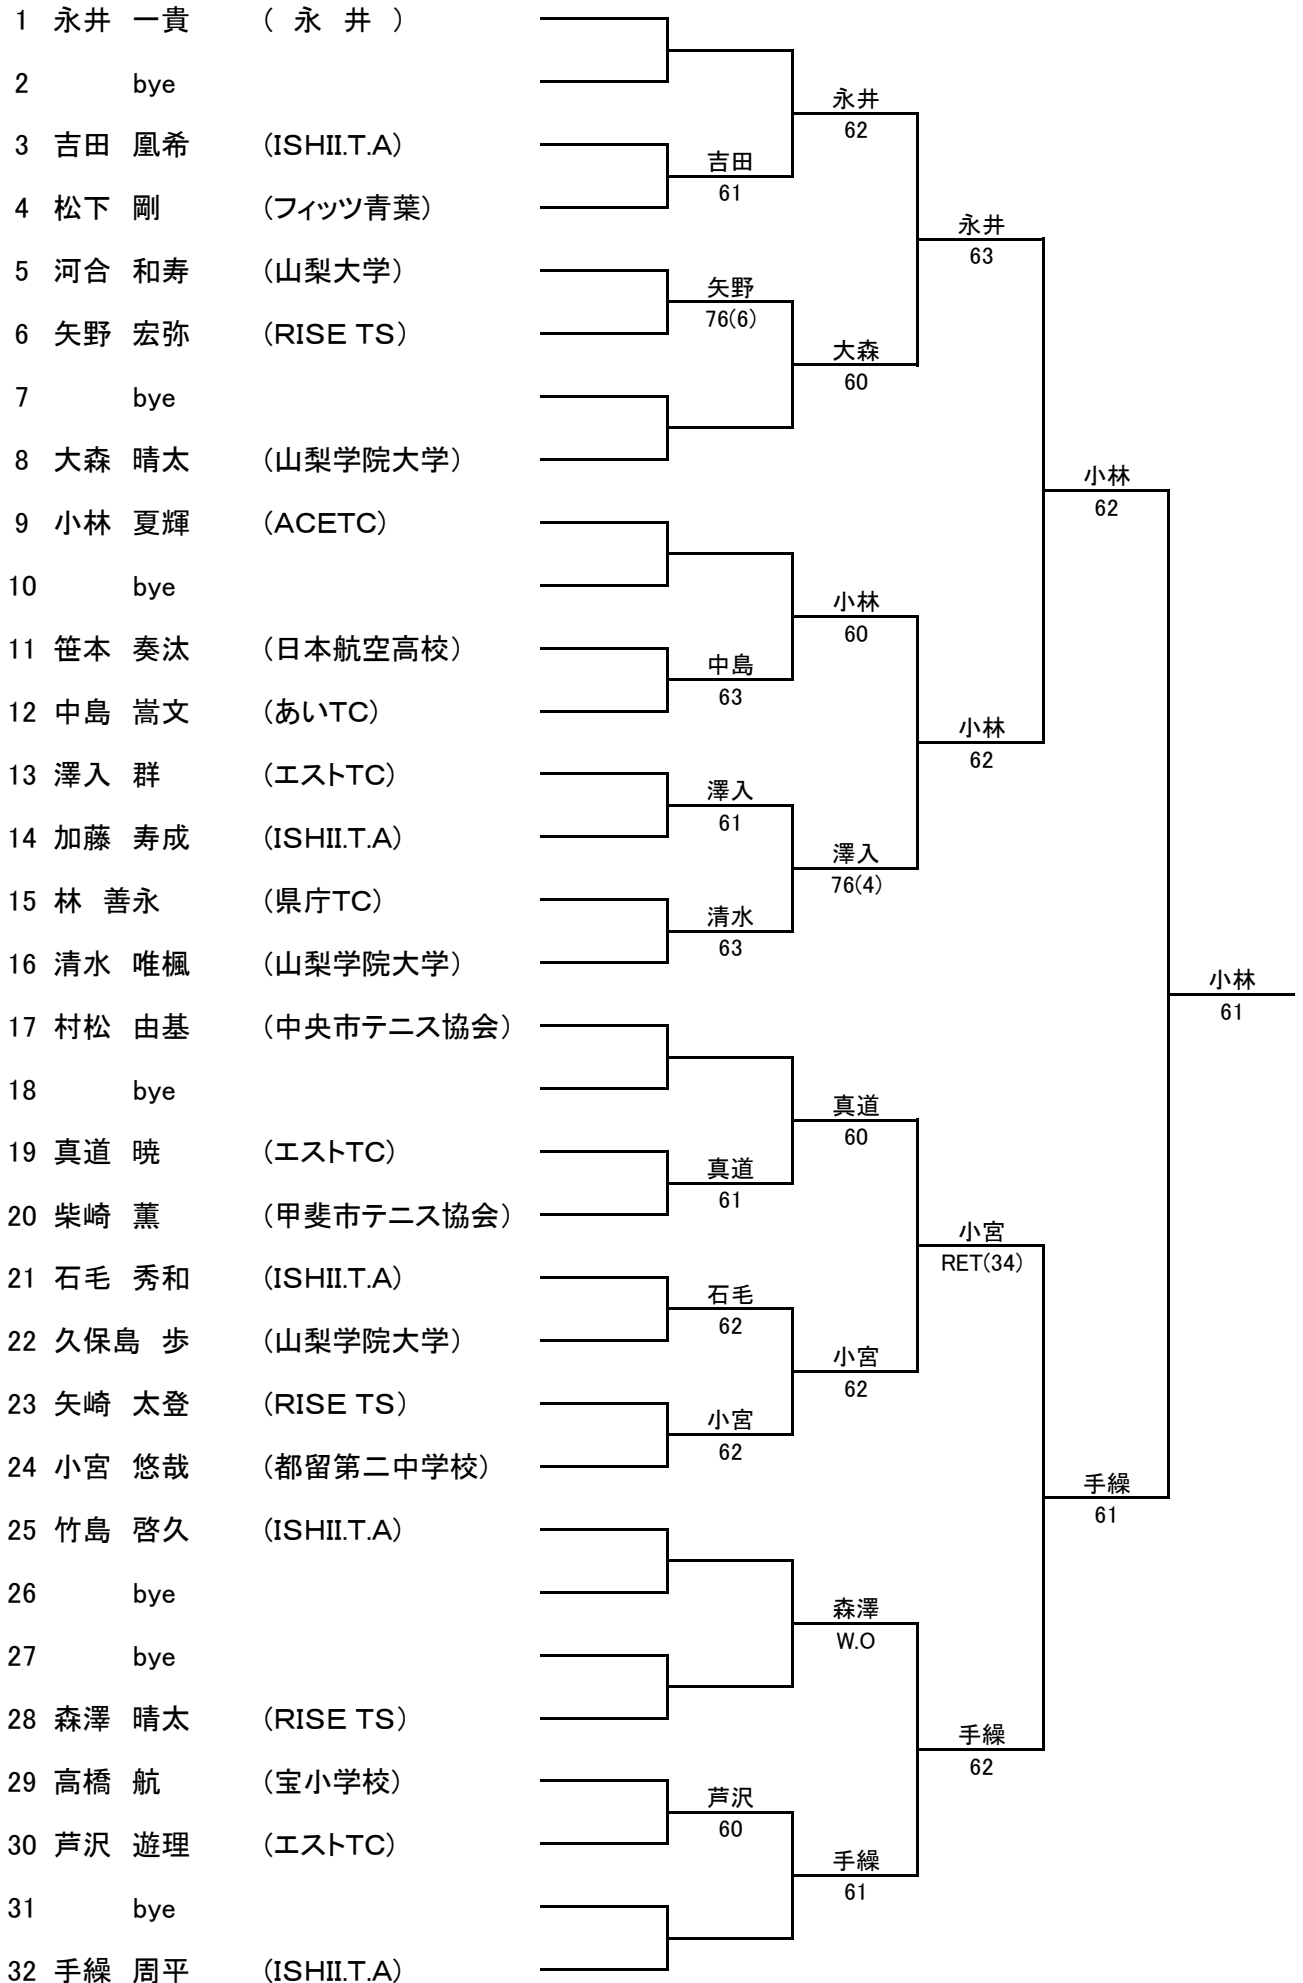 1 永井 一貴 ( 永 井 )
2 bye
永井
62
3 吉田 凰希 (ISHII.T.A)
吉田
61
4 松下 剛 (フィッツ青葉)
永井
63
5 河合 和寿 (山梨大学)
矢野
76(6)
6 矢野 宏弥 (RISE TS)
大森
60
7 bye
8 大森 晴太 (山梨学院大学)
小林
62
9 小林 夏輝 (ACETC)
10 bye
小林
60
11 笹本 奏汰 (日本航空高校)
中島
63
12 中島 嵩文 (あいTC)
小林
62
13 澤入 群 (エストTC)
澤入
61
14 加藤 寿成 (ISHII.T.A)
澤入
76(4)
15 林 善永 (県庁TC)
清水
63
16 清水 唯楓 (山梨学院大学)
小林
61
17 村松 由基 (中央市テニス協会)
18 bye
真道
60
19 真道 暁 (エストTC)
真道
61
20 柴崎 薫 (甲斐市テニス協会)
小宮
RET(34)
21 石毛 秀和 (ISHII.T.A)
石毛
62
22 久保島 歩 (山梨学院大学)
小宮
62
23 矢崎 太登 (RISE TS)
小宮
62
24 小宮 悠哉 (都留第二中学校)
手繰
61
25 竹島 啓久 (ISHII.T.A)
26 bye
森澤
W.O
27 bye
28 森澤 晴太 (RISE TS)
手繰
62
29 高橋 航 (宝小学校)
芦沢
60
30 芦沢 遊理 (エストTC)
手繰
61
31 bye
32 手繰 周平 (ISHII.T.A)